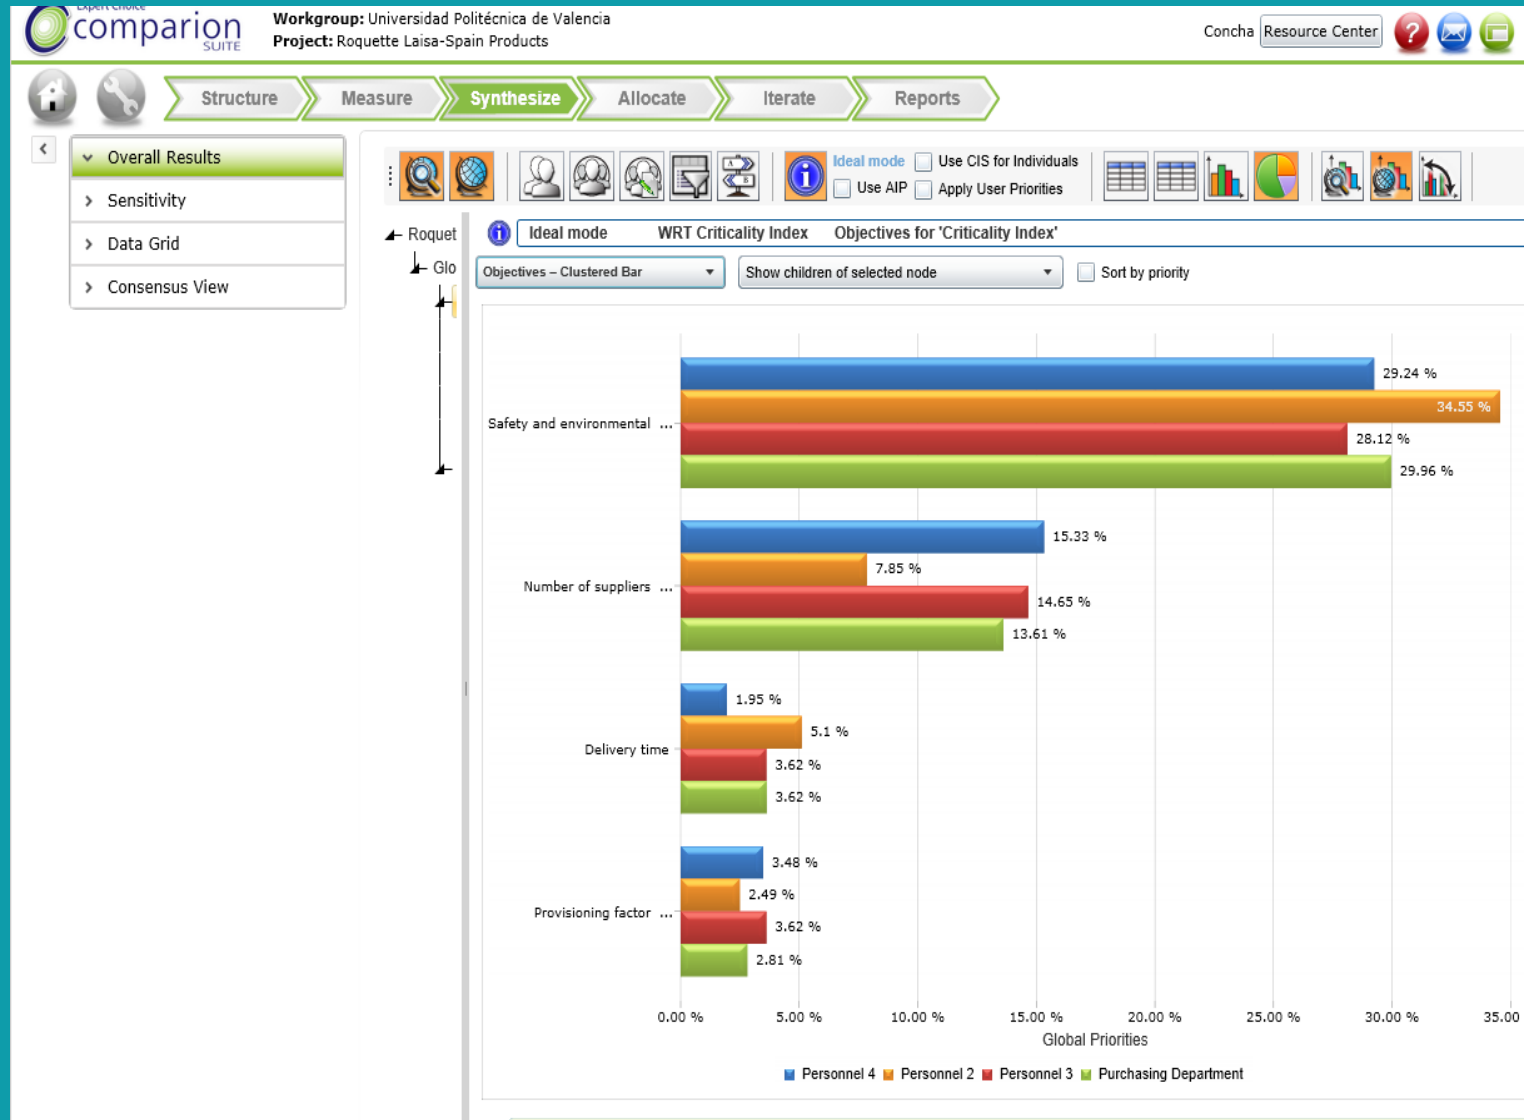 Expert Choice
comparion
SUITE
Workgroup: Universidad Politécnica de Valencia
Project: Roquette Laisa-Spain Products
Concha Resource Center
?
Structure Measure Synthesize Allocate Iterate Reports
Overall Results
Sensitivity
Data Grid
Consensus View
Ideal mode
Use CIS for Individuals
Use AIP
Apply User Priorities
Roquet
Glo
Ideal mode WRT Criticality Index Objectives for 'Criticality Index'
Objectives – Clustered Bar
Show children of selected node
Sort by priority
29.24 %
34.55 %
Safety and environmental ...
28.12 %
29.96 %
15.33 %
7.85 %
Number of suppliers ...
14.65 %
13.61 %
1.95 %
5.1 %
Delivery time
3.62 %
3.62 %
3.48 %
2.49 %
Provisioning factor ...
3.62 %
2.81 %
0.00 % 5.00 % 10.00 % 15.00 % 20.00 % 25.00 % 30.00 % 35.00
Global Priorities
Personnel 4 Personnel 2 Personnel 3 Purchasing Department